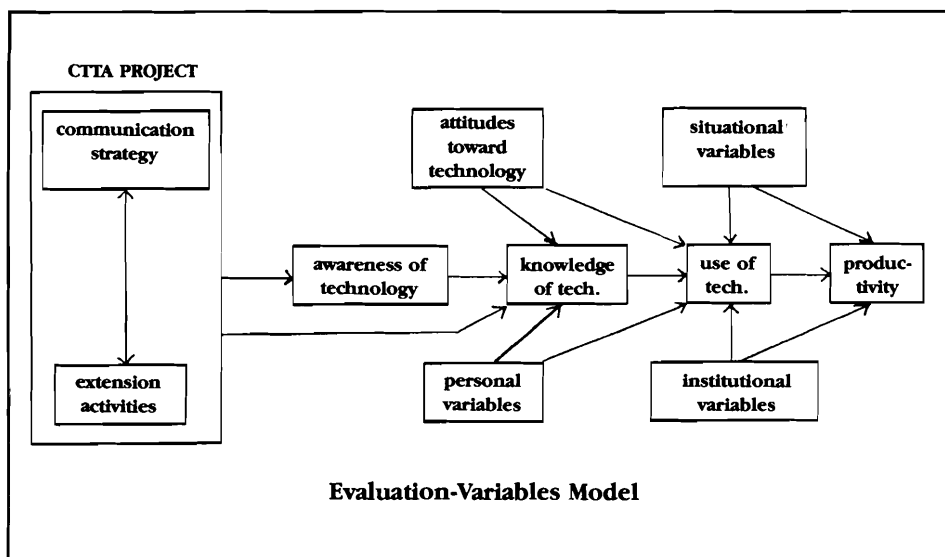 CTTA PROJECT
communication
strategy
extension
activities
awareness of
technology
attitudes
toward
technology
knowledge
of tech.
personal
variables
situational
variables
use of
tech.
institutional
variables
produc-
tivity
Evaluation-Variables Model